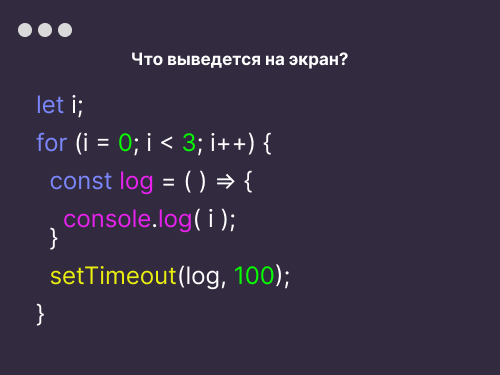 Что выведется на экран?
let i;
for (i = 0; i < 3; i++) {
const log = ( ) => {
console.log( i );
}
setTimeout(log, 100);
}